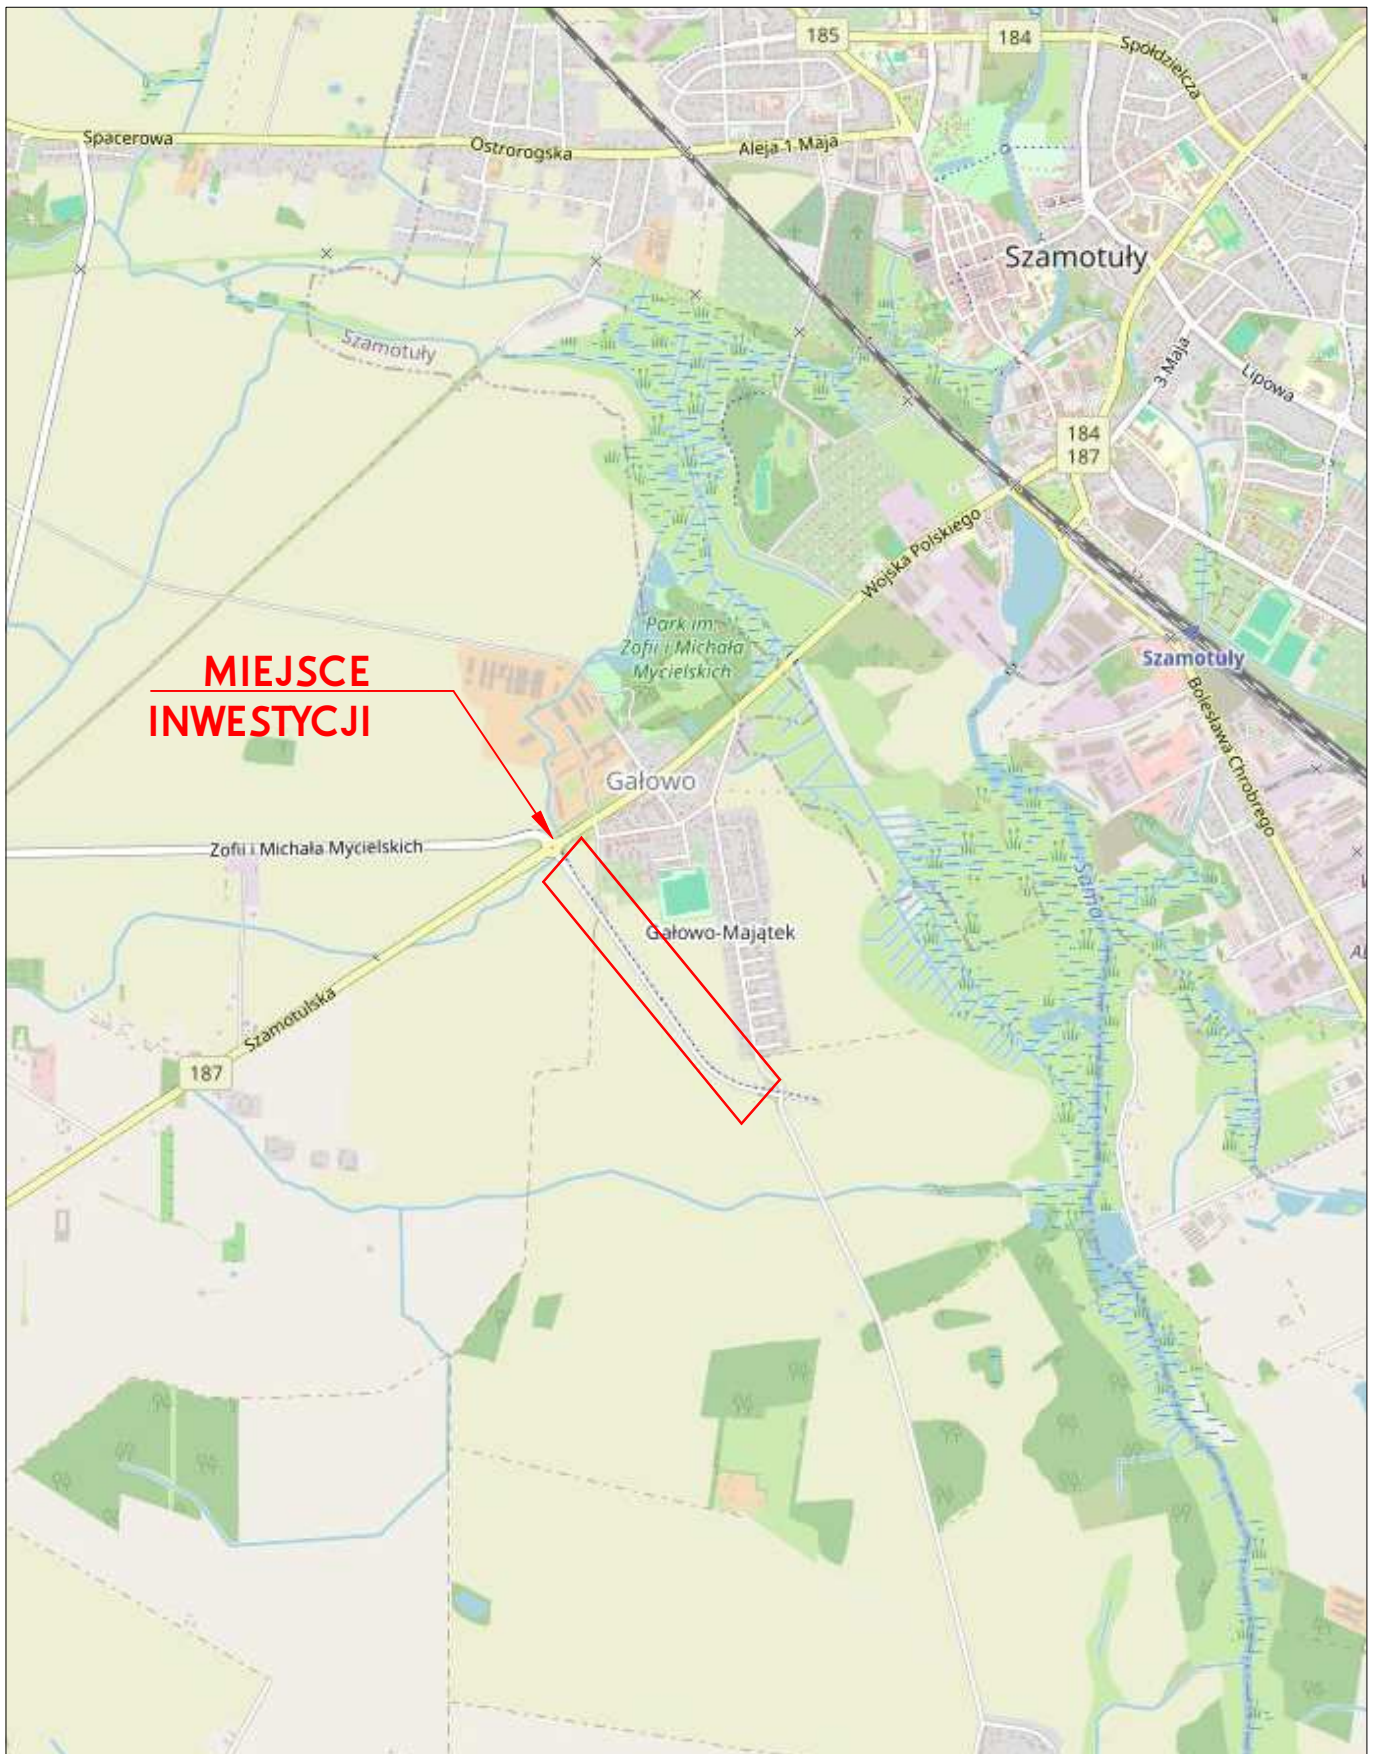 185
184
Spółdzielcza
Spacerowa
Ostrorogska
Aleja 1 Maja
Szamotuły
Szamotuły
3 Maja
Lipowa
184
187
Wojska Polskiego
Park im.
Zofii i Michała
Mycielskich
Szamotuły
MIEJSCE
INWESTYCJI
Bolesława Chrobrego
Gałowo
Zofii i Michała Mycielskich
Sama
Gałowo-Majątek
Szamotulska
187